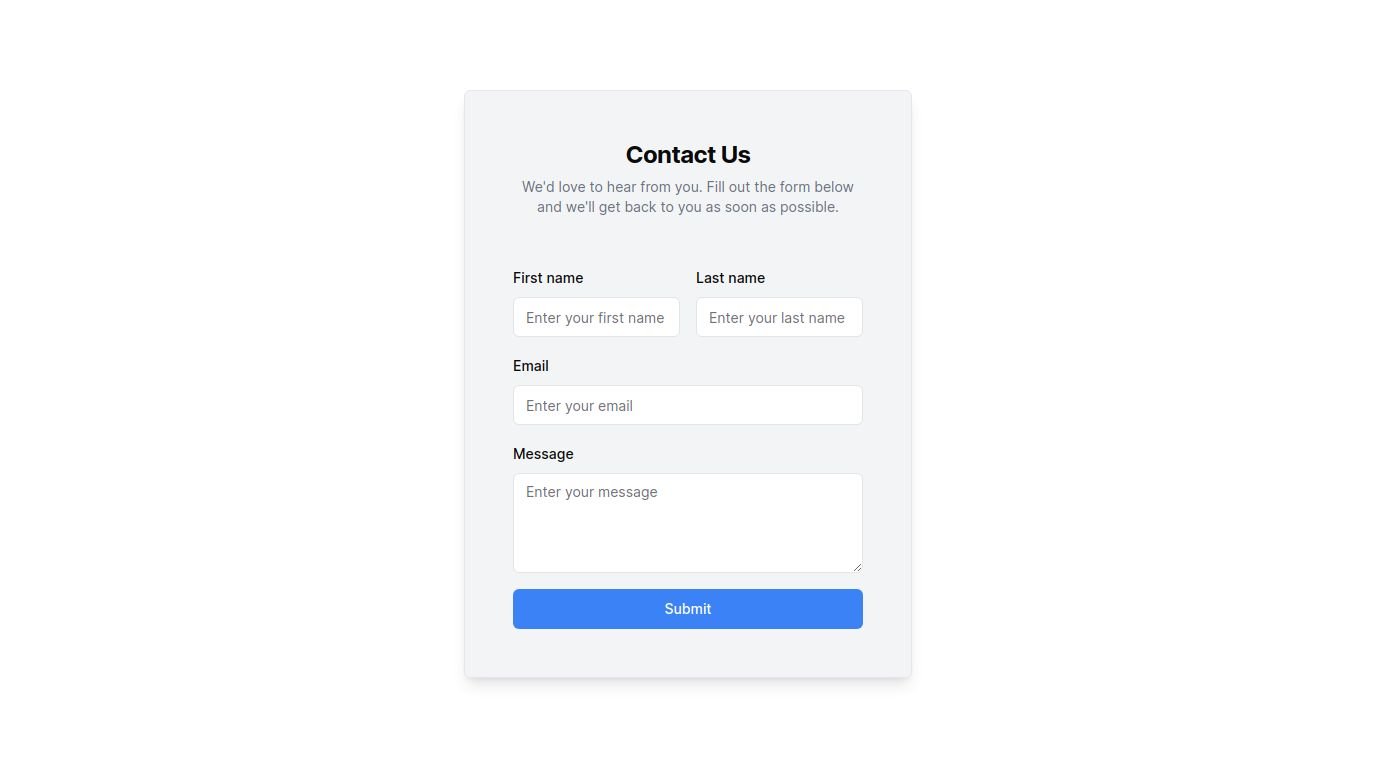 Contact Us
We'd love to hear from you. Fill out the form below
and we'll get back to you as soon as possible.
First name
Last name
Enter your first name
Enter your last name
Email
Enter your email
Message
Enter your message
Submit